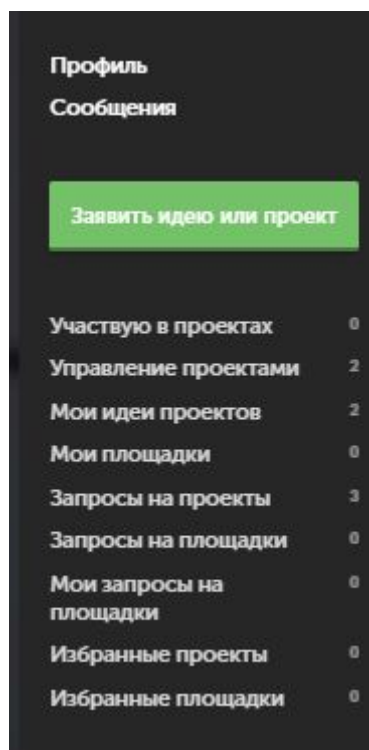 Профиль
Сообщения
Заявить идею или проект
Участвую в проектах 0
Управление проектами 2
Мои идеи проектов 2
Мои площадки 0
Запросы на проекты 3
Запросы на площадки 0
Мои запросы на 0
площадки
Избранные проекты 0
Избранные площадки 0